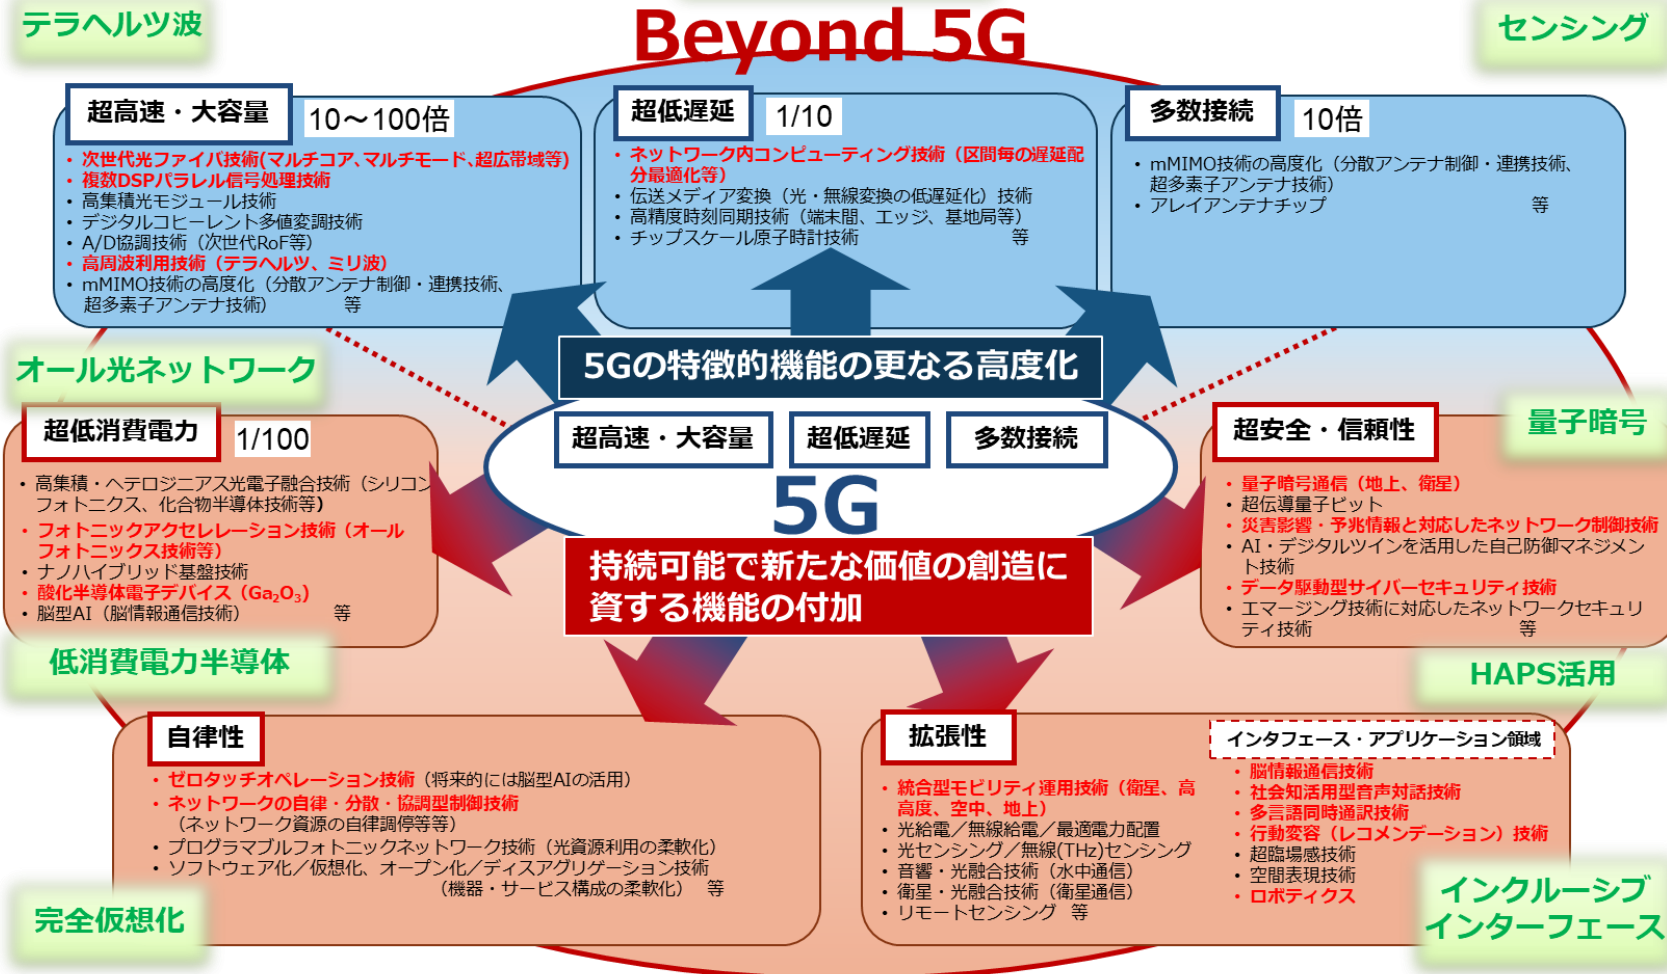 Beyond 5G
テラヘルツ波
センシング
超高速・大容量
10～100倍
・次世代光ファイバ技術(マルチコア、マルチモード、超広帯域等)
・複数DSPパラレル信号処理技術
・高集積光モジュール技術
・デジタルコヒーレント多値変調技術
・A/D協調技術（次世代RoF等）
・高周波利用技術（テラヘルツ、ミリ波）
・mMIMO技術の高度化（分散アンテナ制御・連携技術、
超多素子アンテナ技術） 等
超低遅延
1/10
・ネットワーク内コンピューティング技術（区間毎の遅延配
分最適化等）
・伝送メディア変換（光・無線変換の低遅延化）技術
・高精度時刻同期技術（端末間、エッジ、基地局等）
・チップスケール原子時計技術 等
多数接続
10倍
・mMIMO技術の高度化（分散アンテナ制御・連携技術、
超多素子アンテナ技術）
・アレイアンテナチップ 等
5Gの特徴的機能の更なる高度化
超高速・大容量
超低遅延
多数接続
5G
持続可能で新たな価値の創造に
資する機能の付加
オール光ネットワーク
超低消費電力
1/100
・高集積・ヘテロジニアス光電子融合技術（シリコン
フォトニクス、化合物半導体技術等)
・フォトニックアクセレレーション技術（オール
フォトニックス技術等）
・ナノハイブリッド基盤技術
・酸化半導体電子デバイス（Ga₂O₃）
・脳型AI（脳情報通信技術） 等
低消費電力半導体
量子暗号
超安全・信頼性
・量子暗号通信（地上、衛星）
・超伝導量子ビット
・災害影響・予兆情報と対応したネットワーク制御技術
・AI・デジタルツインを活用した自己防御マネジメン
ト技術
・データ駆動型サイバーセキュリティ技術
・エマージング技術に対応したネットワークセキュリ
ティ技術 等
HAPS活用
自律性
・ゼロタッチオペレーション技術（将来的には脳型AIの活用）
・ネットワークの自律・分散・協調型制御技術
（ネットワーク資源の自律調停等等）
・プログラマブルフォトニックネットワーク技術（光資源利用の柔軟化）
・ソフトウェア化／仮想化、オープン化／ディスアグリゲーション技術
（機器・サービス構成の柔軟化） 等
完全仮想化
拡張性
・統合型モビリティ運用技術（衛星、高
高度、空中、地上）
・光給電／無線給電／最適電力配置
・光センシング／無線(THz)センシング
・音響・光融合技術（水中通信）
・衛星・光融合技術（衛星通信）
・リモートセンシング 等
インタフェース・アプリケーション領域
・脳情報通信技術
・社会知活用型音声対話技術
・多言語同時通訳技術
・行動変容（レコメンデーション）技術
・超臨場感技術
・空間表現技術
・ロボティクス
インクルーシブ
インターフェース